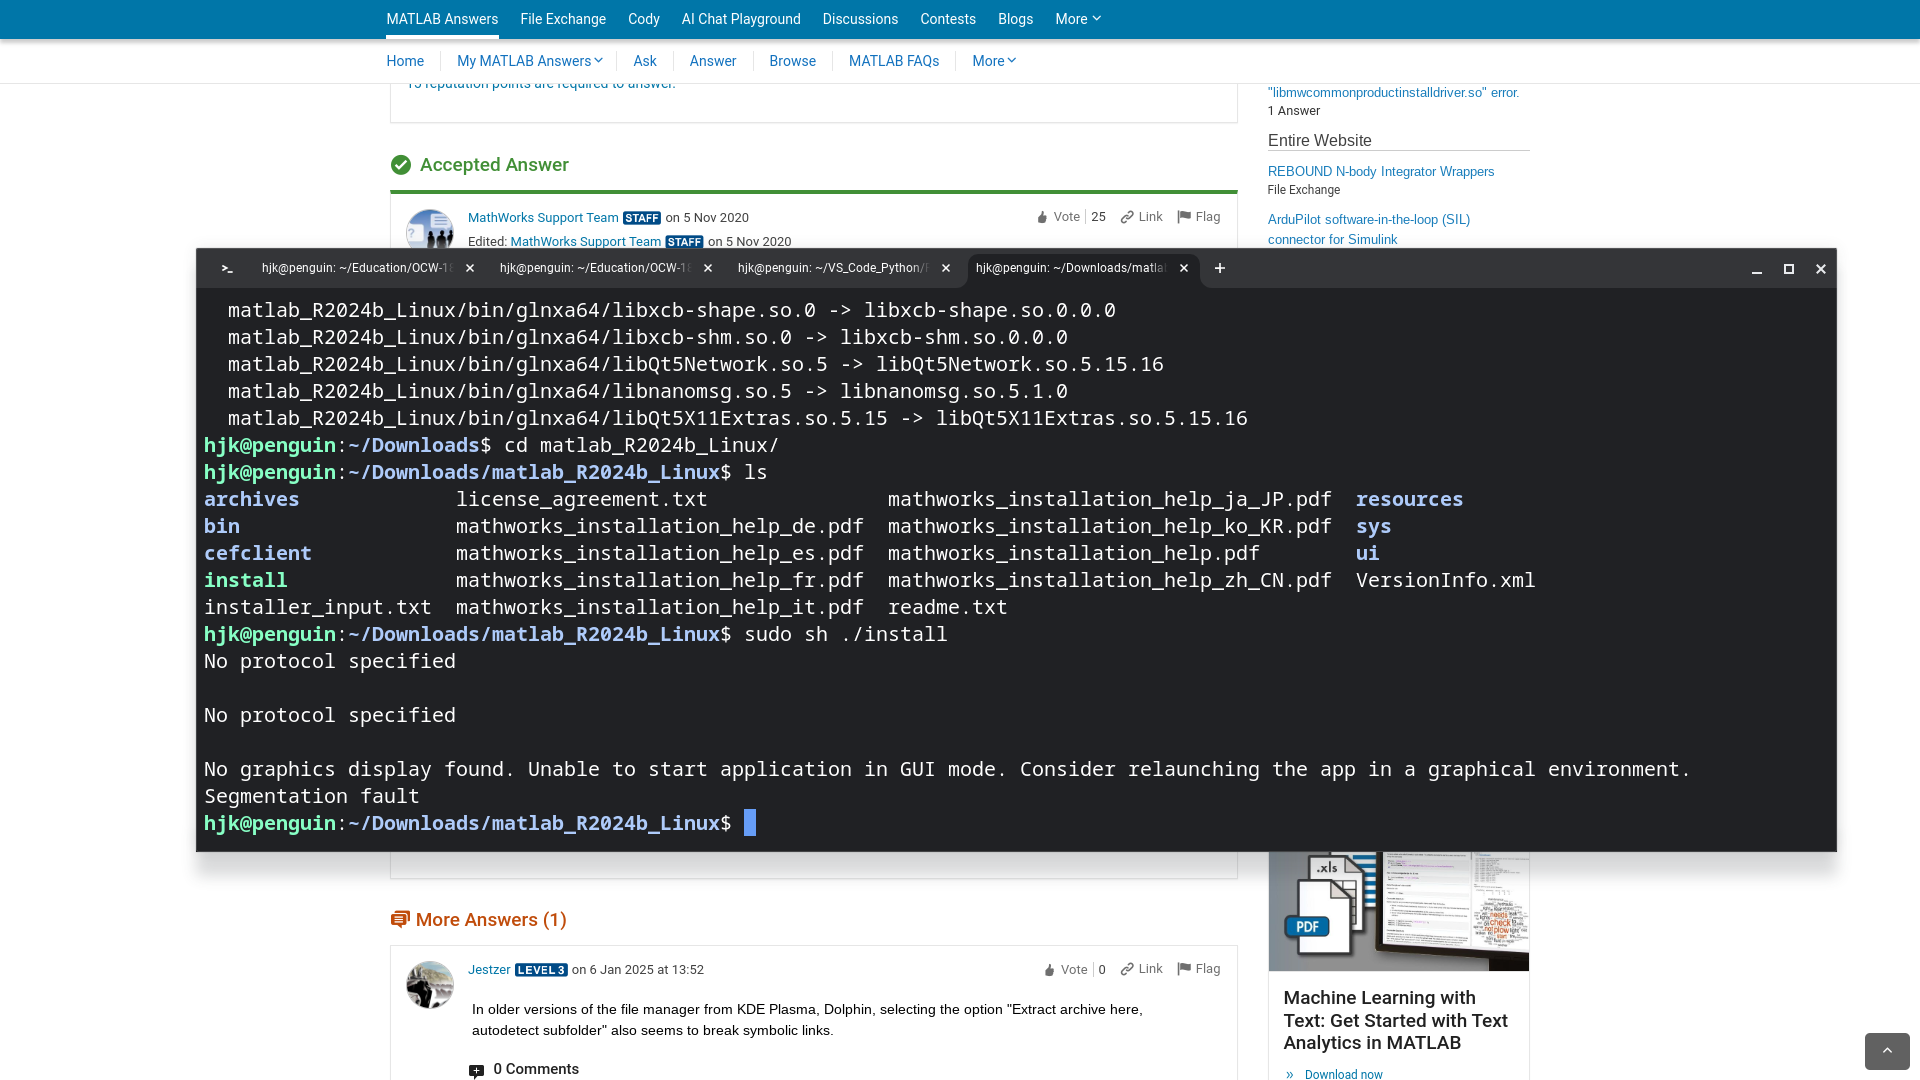 MATLAB Answers File Exchange Cody AI Chat Playground Discussions Contests Blogs More
Home My MATLAB Answers Ask Answer Browse MATLAB FAQs More
15 reputation points are required to answer.
"libmwcommonproductinstalldriver.so" error.
1 Answer
Entire Website
REBOUND N-body Integrator Wrappers
File Exchange
ArduPilot software-in-the-loop (SIL)
connector for Simulink
Accepted Answer
MathWorks Support Team STAFF on 5 Nov 2020
Vote 25 Link Flag
Edited: MathWorks Support Team STAFF on 5 Nov 2020
hjk@penguin: ~/Education/OCW-18 hjk@penguin: ~/Education/OCW-18 hjk@penguin: ~/VS_Code_Python/ hjk@penguin: ~/Downloads/matlab
matlab_R2024b_Linux/bin/glnxa64/libxcb-shape.so.0 -> libxcb-shape.so.0.0.0
matlab_R2024b_Linux/bin/glnxa64/libxcb-shm.so.0 -> libxcb-shm.so.0.0.0
matlab_R2024b_Linux/bin/glnxa64/libQt5Network.so.5 -> libQt5Network.so.5.15.16
matlab_R2024b_Linux/bin/glnxa64/libnanomsg.so.5 -> libnanomsg.so.5.1.0
matlab_R2024b_Linux/bin/glnxa64/libQt5X11Extras.so.5.15 -> libQt5X11Extras.so.5.15.16
hjk@penguin:~/Downloads$ cd matlab_R2024b_Linux/
hjk@penguin:~/Downloads/matlab_R2024b_Linux$ ls
archives license_agreement.txt mathworks_installation_help_ja_JP.pdf resources
bin mathworks_installation_help_de.pdf mathworks_installation_help_ko_KR.pdf sys
cefclient mathworks_installation_help_es.pdf mathworks_installation_help.pdf ui
install mathworks_installation_help_fr.pdf mathworks_installation_help_zh_CN.pdf VersionInfo.xml
installer_input.txt mathworks_installation_help_it.pdf readme.txt
hjk@penguin:~/Downloads/matlab_R2024b_Linux$ sudo sh ./install
No protocol specified
No protocol specified
No graphics display found. Unable to start application in GUI mode. Consider relaunching the app in a graphical environment.
Segmentation fault
hjk@penguin:~/Downloads/matlab_R2024b_Linux$
.xls
PDF
More Answers (1)
Jestzer LEVEL 3 on 6 Jan 2025 at 13:52
Vote 0 Link Flag
In older versions of the file manager from KDE Plasma, Dolphin, selecting the option "Extract archive here,
autodetect subfolder" also seems to break symbolic links.
0 Comments
Machine Learning with
Text: Get Started with Text
Analytics in MATLAB
» Download now